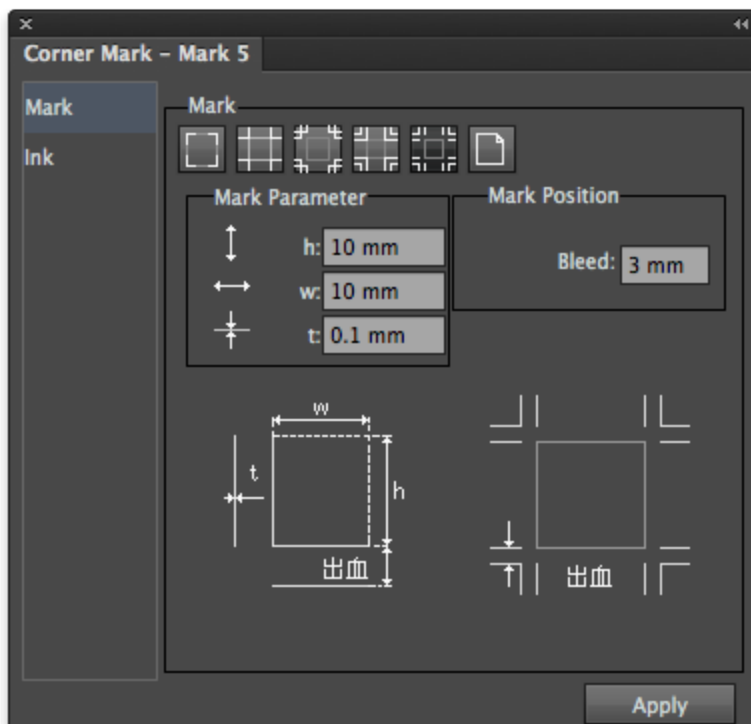 Corner Mark – Mark 5
Mark
Ink
Mark
Mark Parameter
h: 10 mm
w: 10 mm
t: 0.1 mm
Mark Position
Bleed: 3 mm
w
t
h
出血
出血
Apply